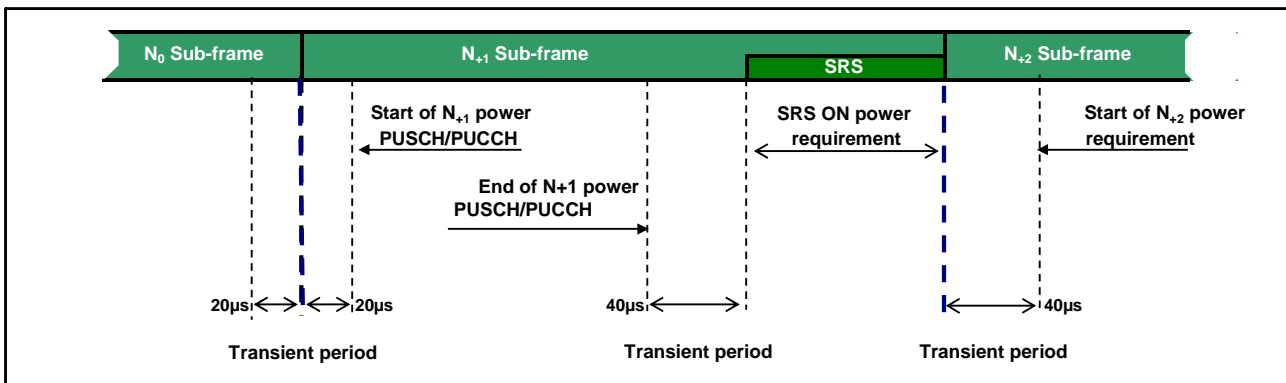 N₀ Sub-frame
N₊₁ Sub-frame
SRS
N₊₂ Sub-frame
Start of N₊₁ power
PUSCH/PUCCH
SRS ON power
requirement
Start of N₊₂ power
requirement
End of N+1 power
PUSCH/PUCCH
20µs
20µs
40µs
40µs
Transient period
Transient period
Transient period